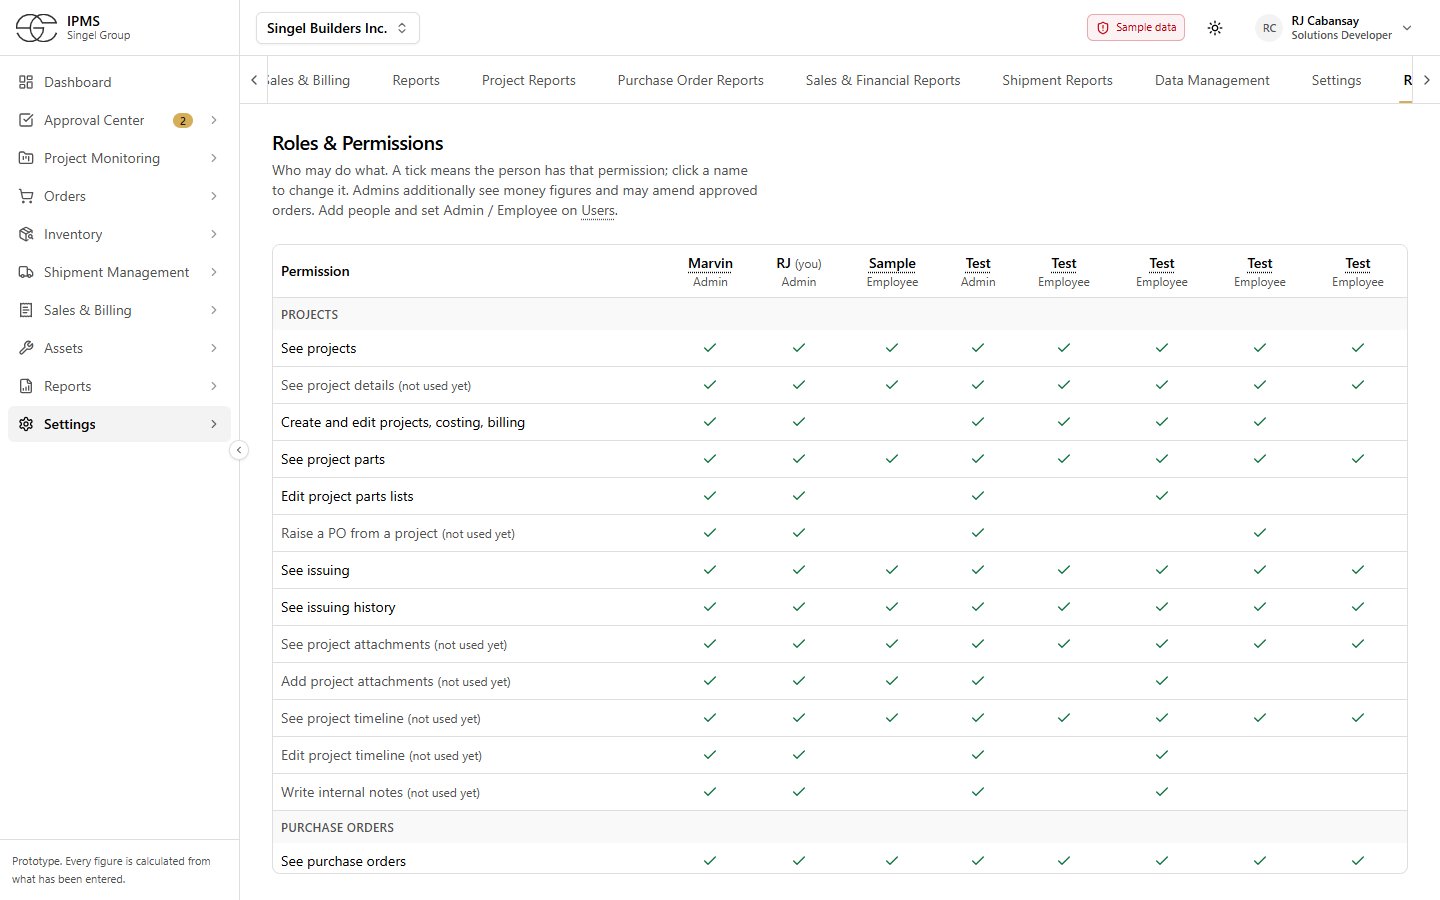 IPMS
Singel Group
Singel Builders Inc.
Sample data
RC
RJ Cabansay
Solutions Developer
Dashboard
Approval Center 2
Project Monitoring
Orders
Inventory
Shipment Management
Sales & Billing
Assets
Reports
Settings
Prototype. Every figure is calculated from
what has been entered.
ales & Billing Reports Project Reports Purchase Order Reports Sales & Financial Reports Shipment Reports Data Management Settings R
Roles & Permissions
Who may do what. A tick means the person has that permission; click a name
to change it. Admins additionally see money figures and may amend approved
orders. Add people and set Admin / Employee on Users.
Permission Marvin RJ (you) Sample Test Test Test Test Test
Admin Admin Employee Admin Employee Employee Employee Employee
PROJECTS
See projects
See project details (not used yet)
Create and edit projects, costing, billing
See project parts
Edit project parts lists
Raise a PO from a project (not used yet)
See issuing
See issuing history
See project attachments (not used yet)
Add project attachments (not used yet)
See project timeline (not used yet)
Edit project timeline (not used yet)
Write internal notes (not used yet)
PURCHASE ORDERS
See purchase orders